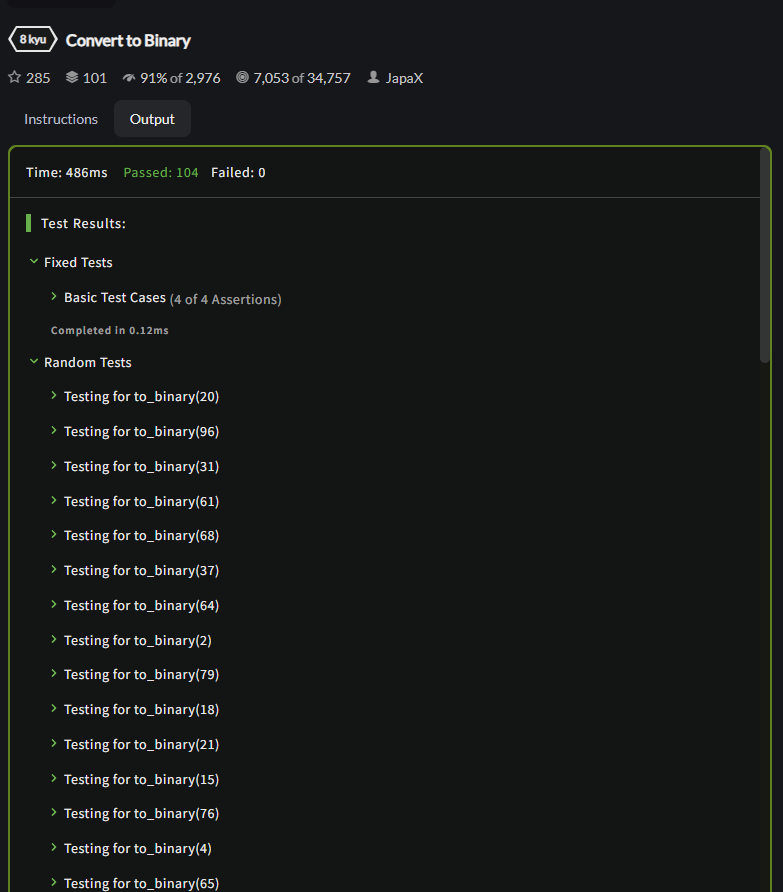 8 kyu Convert to Binary
285 101 91% of 2,976 7,053 of 34,757 JapaX
Instructions Output
Time: 486ms Passed: 104 Failed: 0
Test Results:
Fixed Tests
Basic Test Cases (4 of 4 Assertions)
Completed in 0.12ms
Random Tests
Testing for to_binary(20)
Testing for to_binary(96)
Testing for to_binary(31)
Testing for to_binary(61)
Testing for to_binary(68)
Testing for to_binary(37)
Testing for to_binary(64)
Testing for to_binary(2)
Testing for to_binary(79)
Testing for to_binary(18)
Testing for to_binary(21)
Testing for to_binary(15)
Testing for to_binary(76)
Testing for to_binary(4)
Testing for to_binary(65)